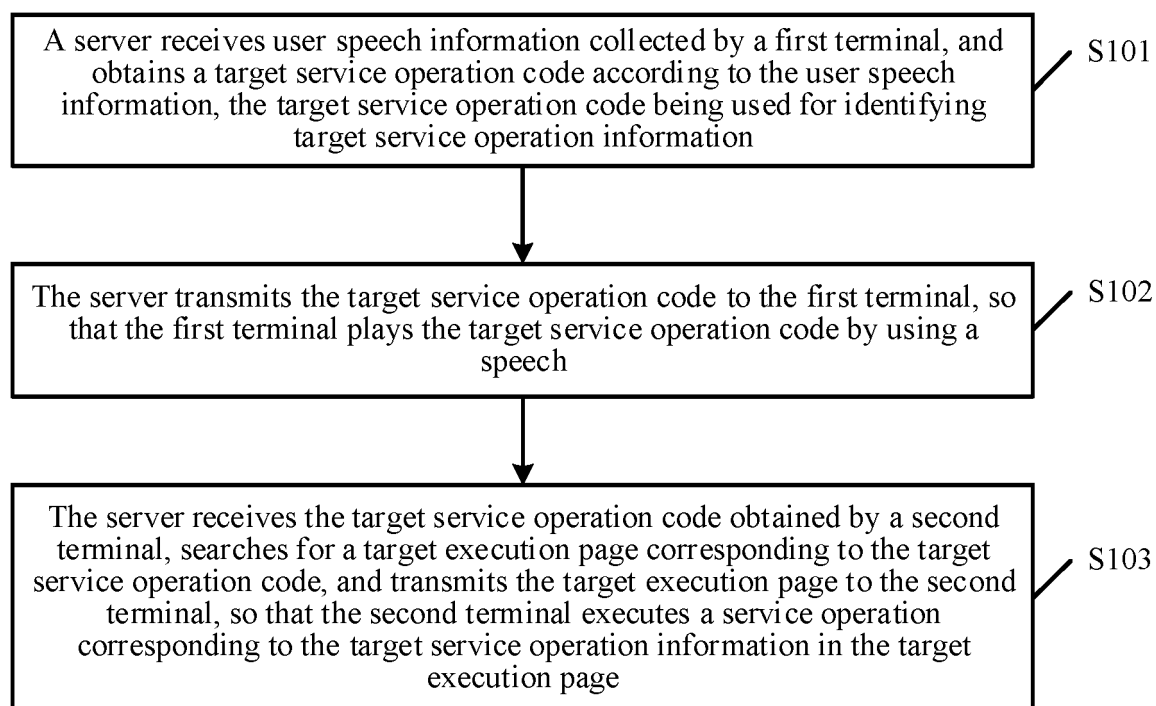 A server receives user speech information collected by a first terminal, and
obtains a target service operation code according to the user speech
information, the target service operation code being used for identifying
target service operation information
S101
The server transmits the target service operation code to the first terminal, so
that the first terminal plays the target service operation code by using a
speech
S102
The server receives the target service operation code obtained by a second
terminal, searches for a target execution page corresponding to the target
service operation code, and transmits the target execution page to the second
terminal, so that the second terminal executes a service operation
corresponding to the target service operation information in the target
execution page
S103